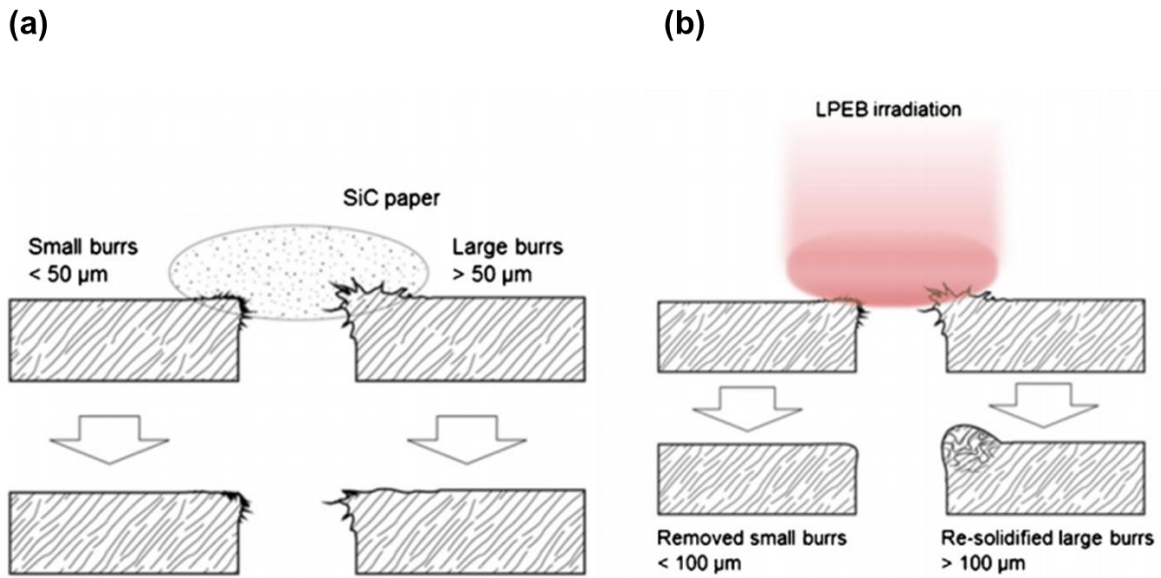 (a)
(b)
LPEB irradiation
SiC paper
Small burrs
< 50 µm
Large burrs
> 50 µm
Removed small burrs
< 100 µm
Re-solidified large burrs
> 100 µm